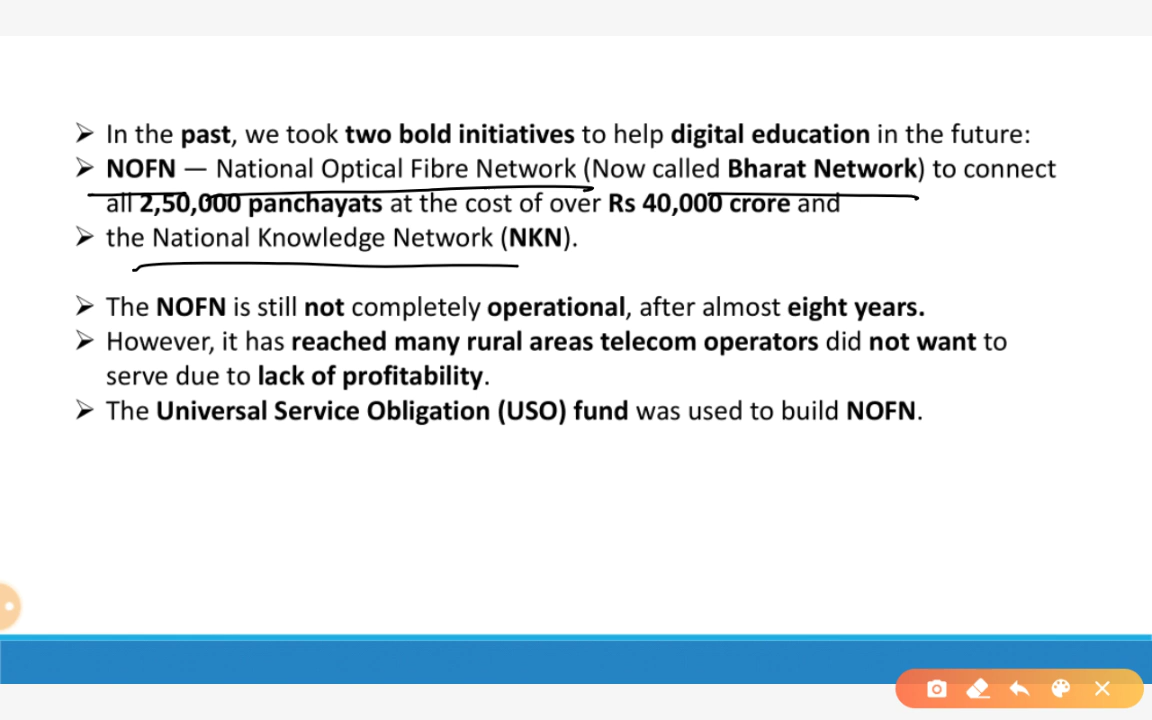 ➢ In the past, we took two bold initiatives to help digital education in the future:
➢ NOFN — National Optical Fibre Network (Now called Bharat Network) to connect
all 2,50,000 panchayats at the cost of over Rs 40,000 crore and
➢ the National Knowledge Network (NKN).
➢ The NOFN is still not completely operational, after almost eight years.
➢ However, it has reached many rural areas telecom operators did not want to
serve due to lack of profitability.
➢ The Universal Service Obligation (USO) fund was used to build NOFN.